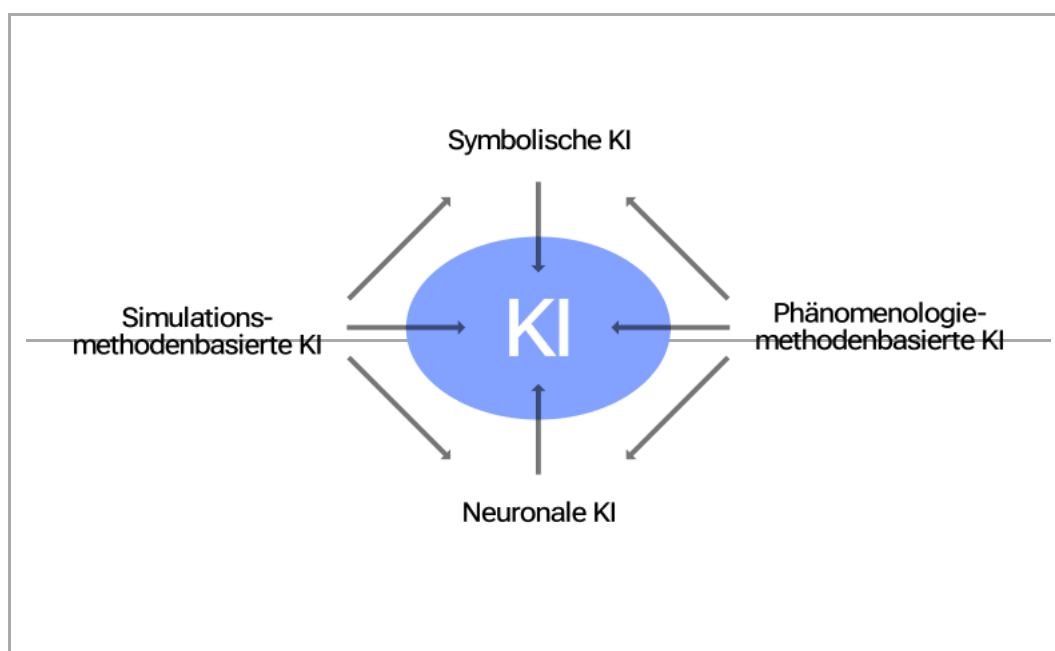 Symbolische KI
Simulations-
methodenbasierte KI
KI
Phänomenologie-
methodenbasierte KI
Neuronale KI